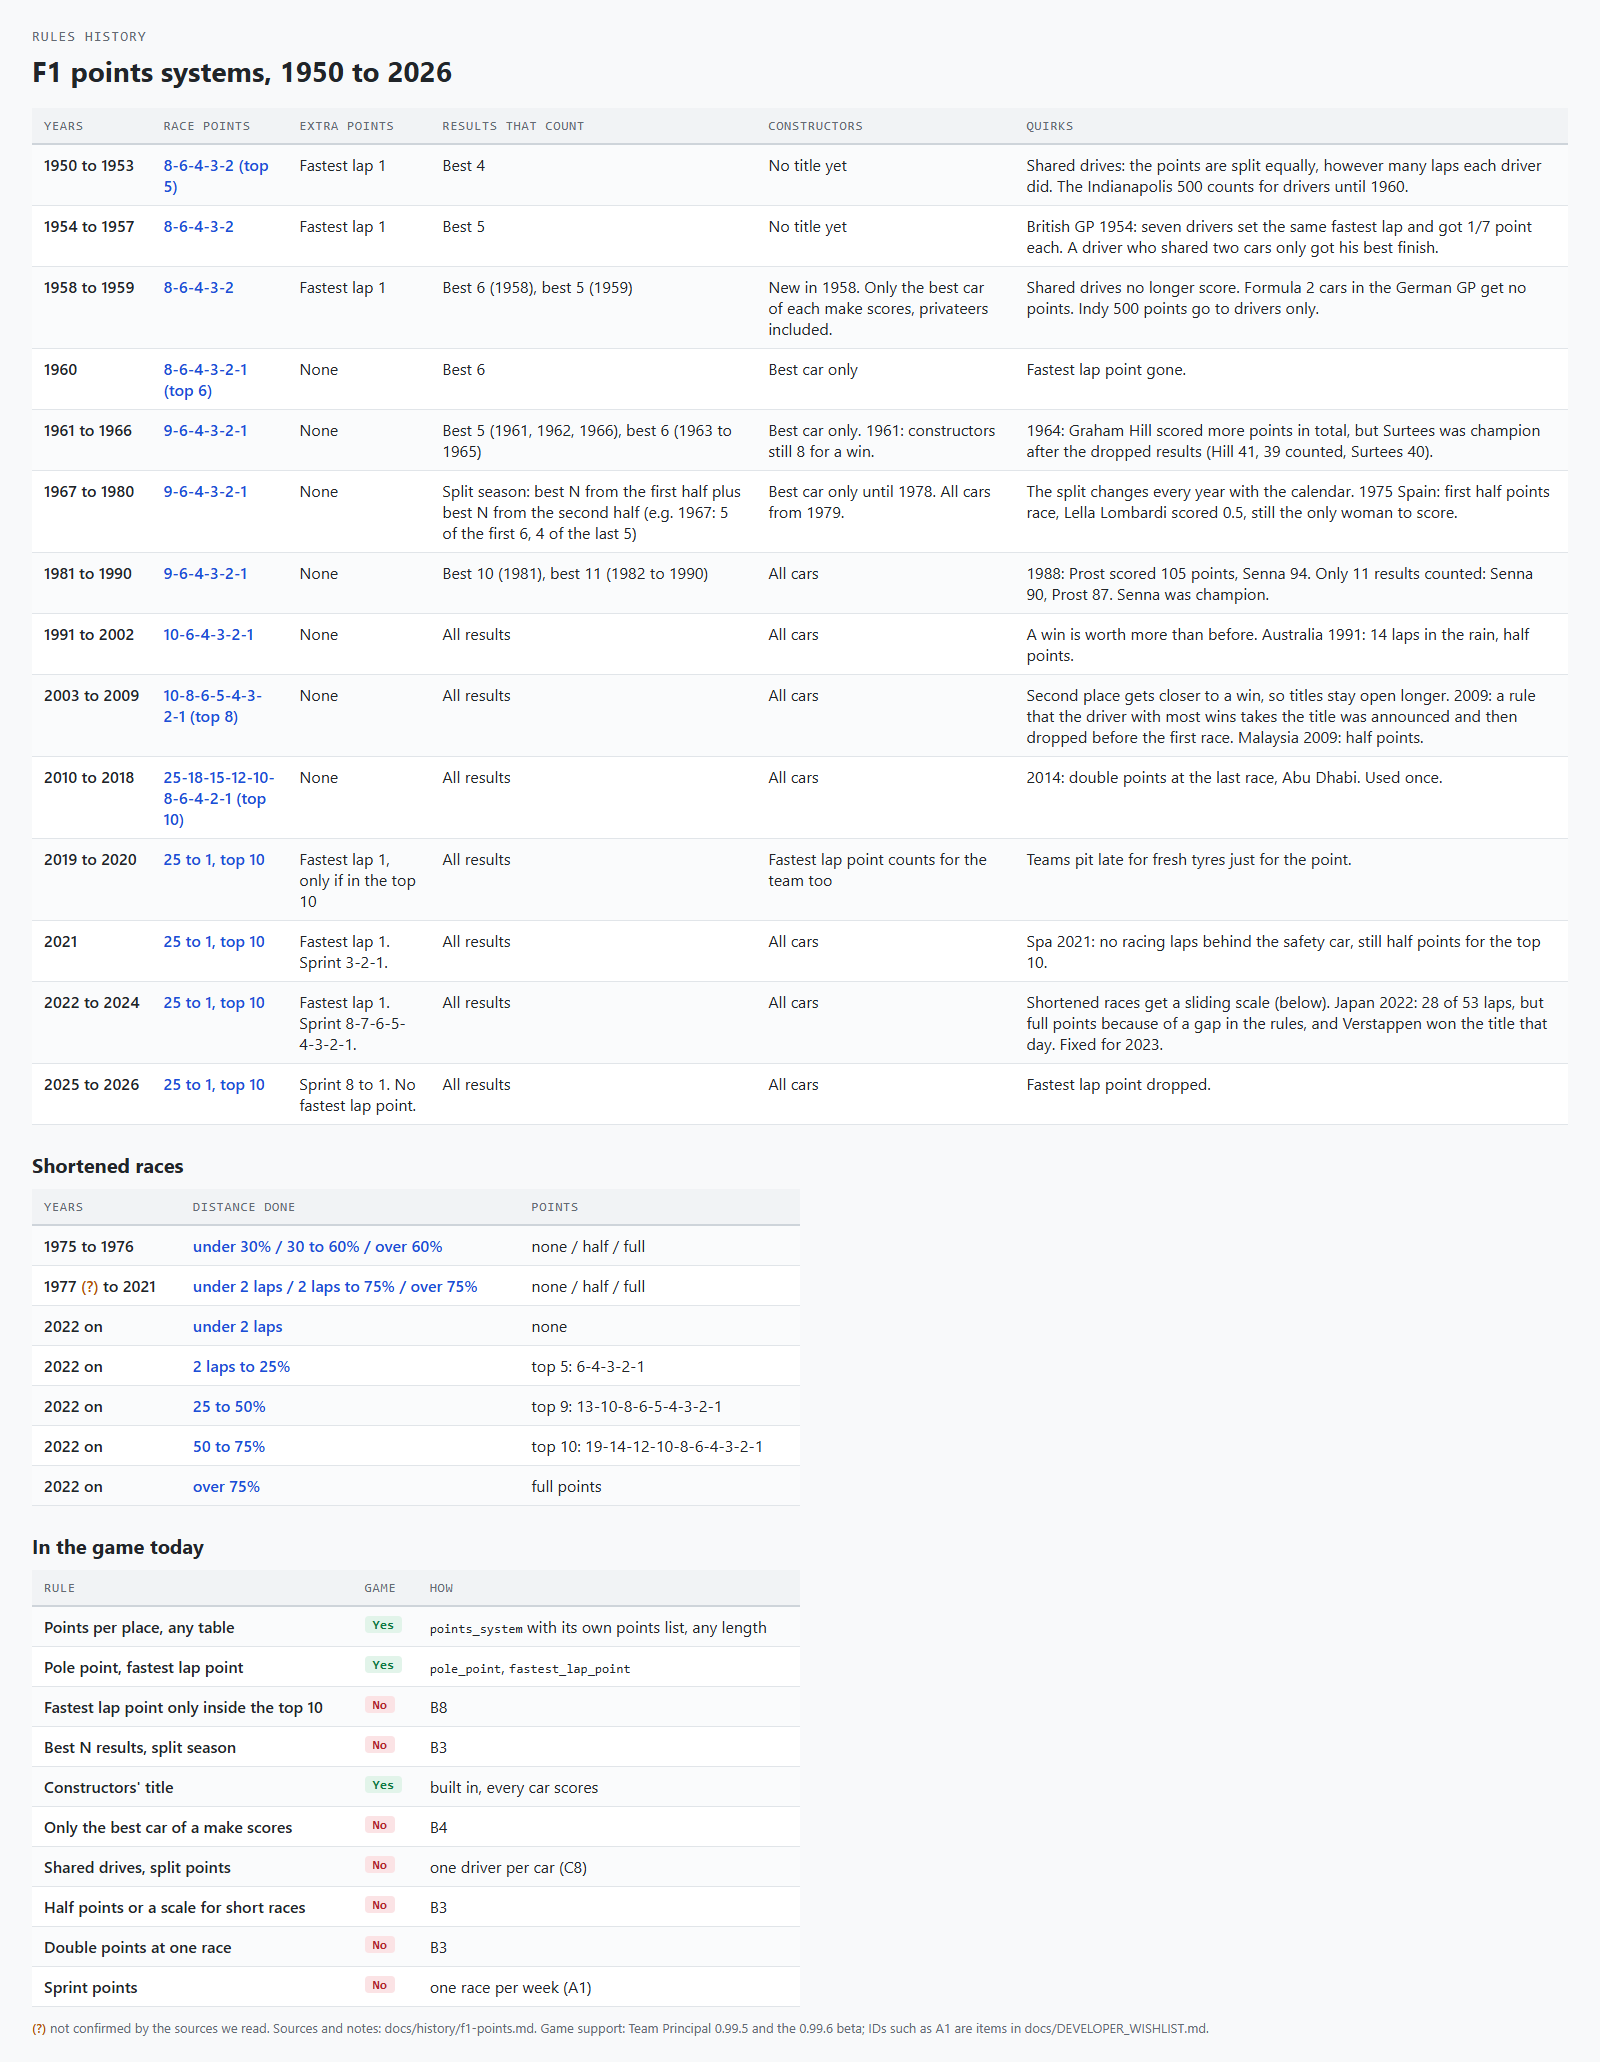 RULES HISTORY
F1 points systems, 1950 to 2026
YEARS RACE POINTS EXTRA POINTS RESULTS THAT COUNT CONSTRUCTORS QUIRKS
1950 to 1953 8-6-4-3-2 (top Fastest lap 1 Best 4 No title yet Shared drives: the points are split equally, however many laps each driver
5) did. The Indianapolis 500 counts for drivers until 1960.
1954 to 1957 8-6-4-3-2 Fastest lap 1 Best 5 No title yet British GP 1954: seven drivers set the same fastest lap and got 1/7 point
each. A driver who shared two cars only got his best finish.
1958 to 1959 8-6-4-3-2 Fastest lap 1 Best 6 (1958), best 5 (1959) New in 1958. Only the best car Shared drives no longer score. Formula 2 cars in the German GP get no
of each make scores, privateers points. Indy 500 points go to drivers only.
included.
1960 8-6-4-3-2-1 None Best 6 Best car only Fastest lap point gone.
(top 6)
1961 to 1966 9-6-4-3-2-1 None Best 5 (1961, 1962, 1966), best 6 (1963 to Best car only. 1961: constructors 1964: Graham Hill scored more points in total, but Surtees was champion
1965) still 8 for a win. after the dropped results (Hill 41, 39 counted, Surtees 40).
1967 to 1980 9-6-4-3-2-1 None Split season: best N from the first half plus Best car only until 1978. All cars The split changes every year with the calendar. 1975 Spain: first half points
best N from the second half (e.g. 1967: 5 from 1979. race, Lella Lombardi scored 0.5, still the only woman to score.
of the first 6, 4 of the last 5)
1981 to 1990 9-6-4-3-2-1 None Best 10 (1981), best 11 (1982 to 1990) All cars 1988: Prost scored 105 points, Senna 94. Only 11 results counted: Senna
90, Prost 87. Senna was champion.
1991 to 2002 10-6-4-3-2-1 None All results All cars A win is worth more than before. Australia 1991: 14 laps in the rain, half
points.
2003 to 2009 10-8-6-5-4-3- None All results All cars Second place gets closer to a win, so titles stay open longer. 2009: a rule
2-1 (top 8) that the driver with most wins takes the title was announced and then
dropped before the first race. Malaysia 2009: half points.
2010 to 2018 25-18-15-12-10- None All results All cars 2014: double points at the last race, Abu Dhabi. Used once.
8-6-4-2-1 (top
10)
2019 to 2020 25 to 1, top 10 Fastest lap 1, All results Fastest lap point counts for the Teams pit late for fresh tyres just for the point.
only if in the top team too
10
2021 25 to 1, top 10 Fastest lap 1. All results All cars Spa 2021: no racing laps behind the safety car, still half points for the top
Sprint 3-2-1. 10.
2022 to 2024 25 to 1, top 10 Fastest lap 1. All results All cars Shortened races get a sliding scale (below). Japan 2022: 28 of 53 laps, but
Sprint 8-7-6-5- full points because of a gap in the rules, and Verstappen won the title that
4-3-2-1. day. Fixed for 2023.
2025 to 2026 25 to 1, top 10 Sprint 8 to 1. No All results All cars Fastest lap point dropped.
fastest lap point.
Shortened races
YEARS DISTANCE DONE POINTS
1975 to 1976 under 30% / 30 to 60% / over 60% none / half / full
1977 (?) to 2021 under 2 laps / 2 laps to 75% / over 75% none / half / full
2022 on under 2 laps none
2022 on 2 laps to 25% top 5: 6-4-3-2-1
2022 on 25 to 50% top 9: 13-10-8-6-5-4-3-2-1
2022 on 50 to 75% top 10: 19-14-12-10-8-6-4-3-2-1
2022 on over 75% full points
In the game today
RULE GAME HOW
Points per place, any table Yes points_system with its own points list, any length
Pole point, fastest lap point Yes pole_point, fastest_lap_point
Fastest lap point only inside the top 10 No B8
Best N results, split season No B3
Constructors' title Yes built in, every car scores
Only the best car of a make scores No B4
Shared drives, split points No one driver per car (C8)
Half points or a scale for short races No B3
Double points at one race No B3
Sprint points No one race per week (A1)
(?) not confirmed by the sources we read. Sources and notes: docs/history/f1-points.md. Game support: Team Principal 0.99.5 and the 0.99.6 beta; IDs such as A1 are items in docs/DEVELOPER_WISHLIST.md.